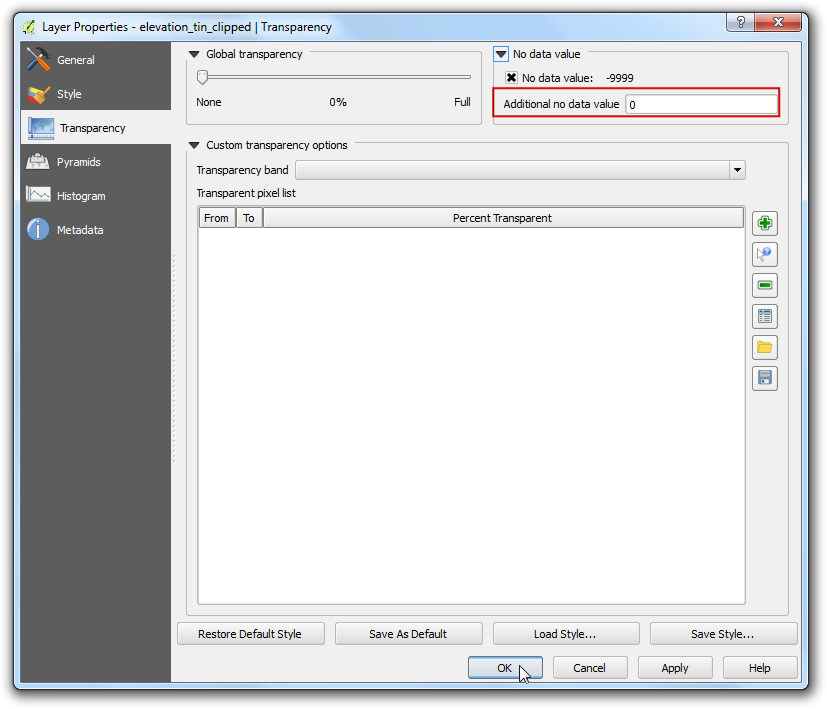 Layer Properties - elevation_tin_clipped | Transparency
?
General
Style
Transparency
Pyramids
Histogram
Metadata
Global transparency
None
0%
Full
No data value
No data value: -9999
Additional no data value 0
Custom transparency options
Transparency band
Transparent pixel list
From To Percent Transparent
Restore Default Style
Save As Default
Load Style...
Save Style...
OK
Cancel
Apply
Help